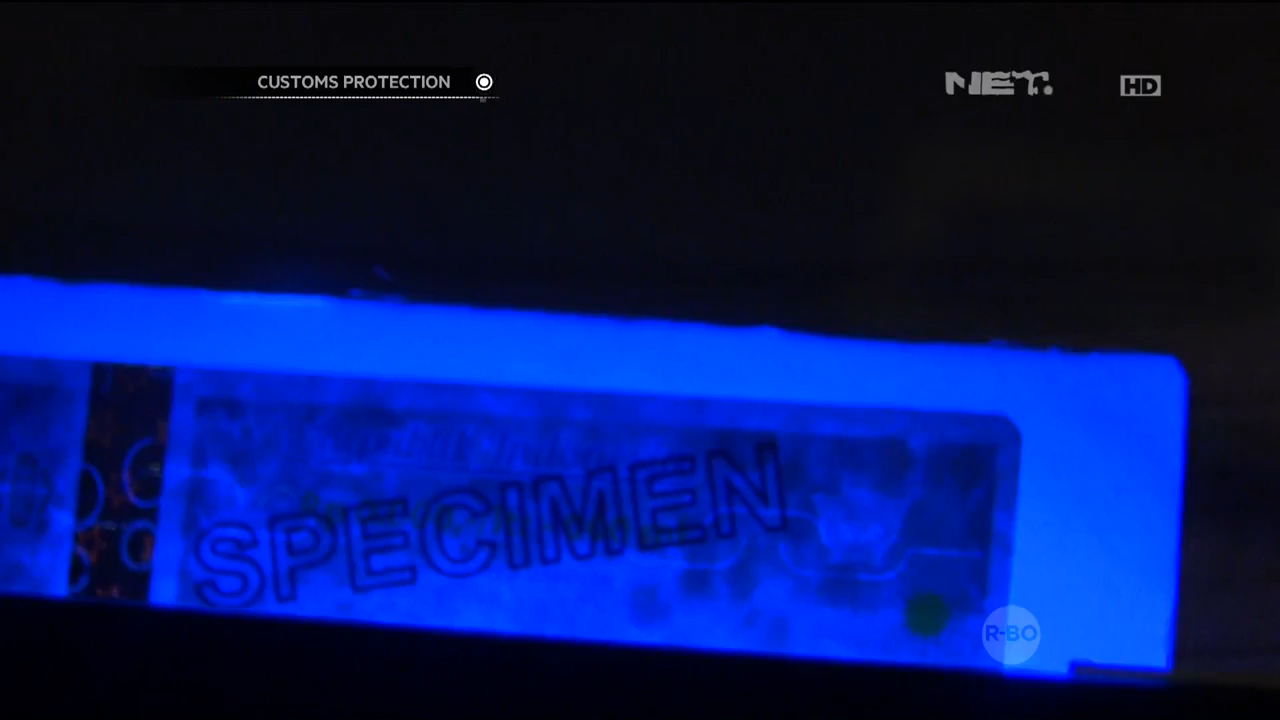 CUSTOMS PROTECTION
NET.
HD
SPECIMEN
R-BO